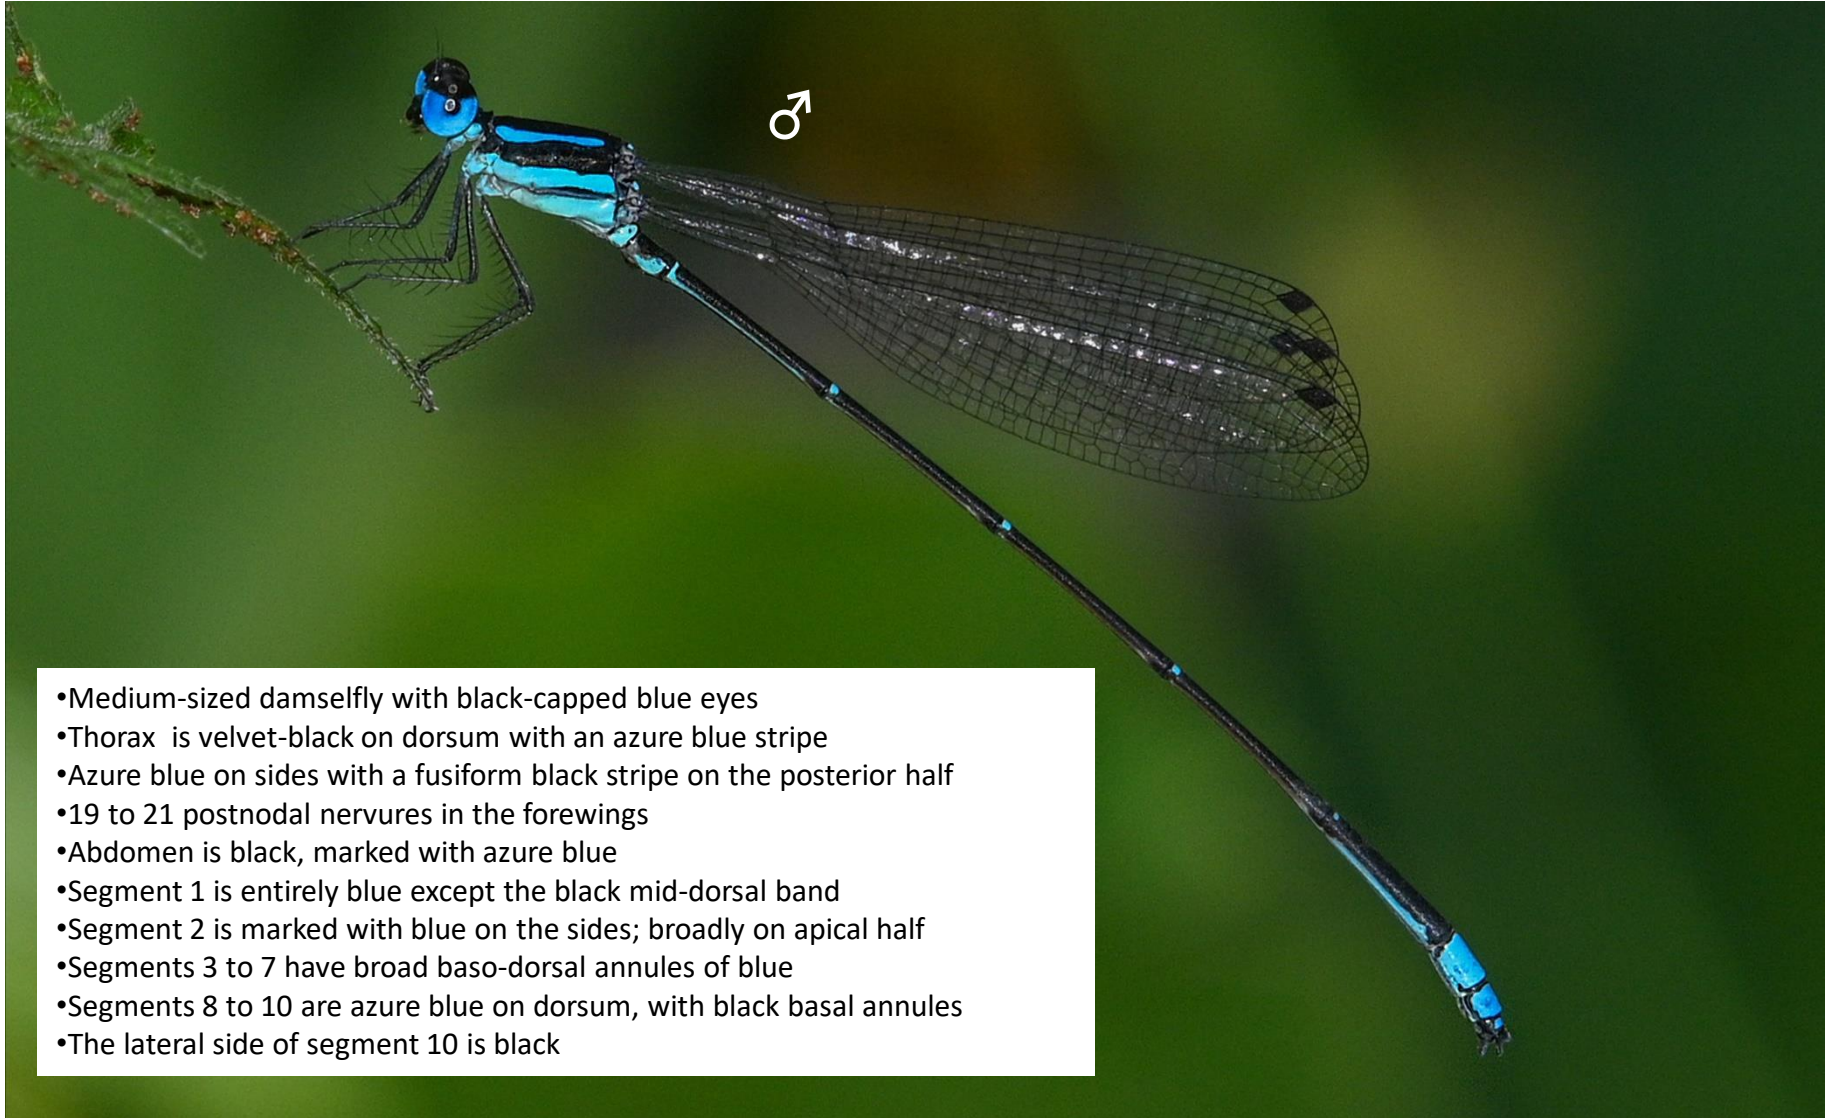 ♂
•Medium-sized damselfly with black-capped blue eyes
•Thorax  is velvet-black on dorsum with an azure blue stripe
•Azure blue on sides with a fusiform black stripe on the posterior half
•19 to 21 postnodal nervures in the forewings
•Abdomen is black, marked with azure blue
•Segment 1 is entirely blue except the black mid-dorsal band
•Segment 2 is marked with blue on the sides; broadly on apical half
•Segments 3 to 7 have broad baso-dorsal annules of blue
•Segments 8 to 10 are azure blue on dorsum, with black basal annules
•The lateral side of segment 10 is black